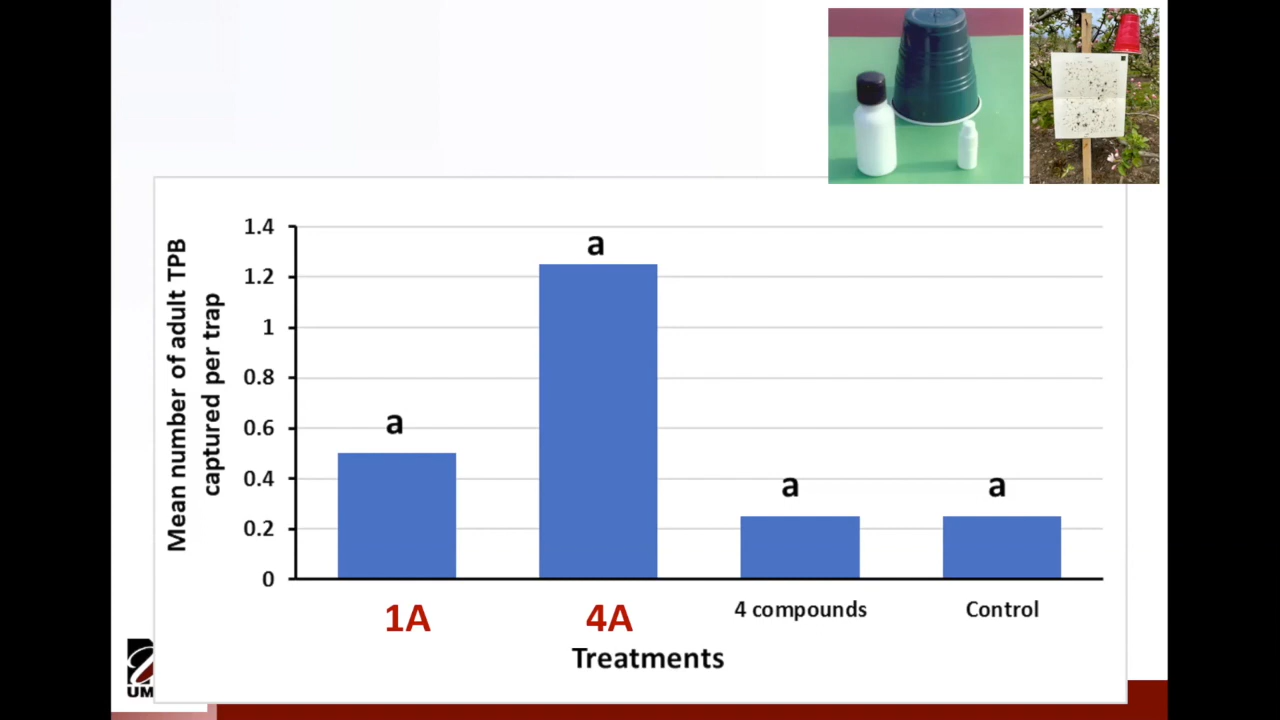 Mean number of adult TPB
captured per trap
1.4
1.2
1
0.8
0.6
0.4
0.2
0
a
a
a
a
1A
4A
4 compounds
Control
Treatments
UM